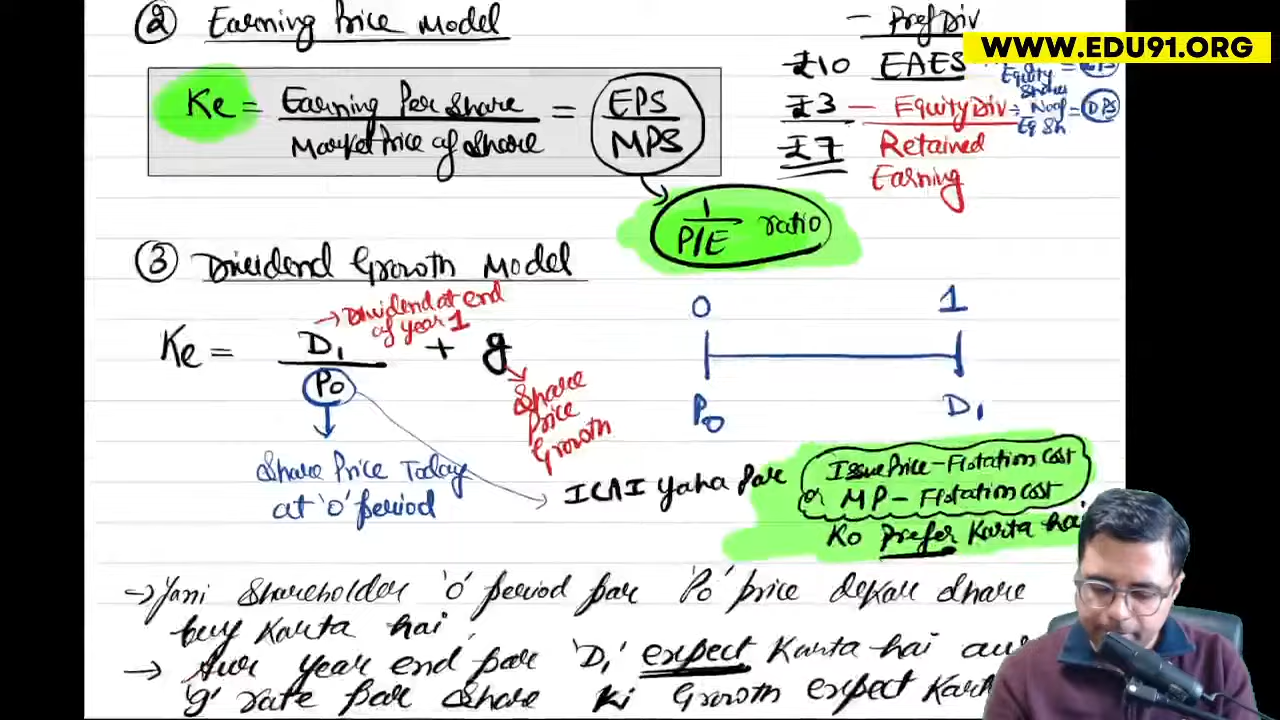 ② Earning Price Model
Ke = Earning Per Share / Market Price of Share = EPS / MPS
1 / P/E ratio
- Pref Div
WWW.EDU91.ORG
₹10 EAES
Equity
₹3 - Equity Div ÷ = DPS
Eq Sh
₹7 Retained
Earning
③ Dividend Growth Model
→ Dividend at end
of year 1
Ke = D1 / P0 + g
Share
Price
Growth
Share Price Today
at '0' period
0 1
P0 D1
ICAI yaha par
Issue Price - Flotation cost
or MP - Flotation cost
Ko Prefer Karta hai
→ Yani Shareholder '0' period par 'P0' price dekar share
buy Karta hai
→ Aur year end par 'D1' expect Karta hai aur
'g' rate par share ki Growth expect